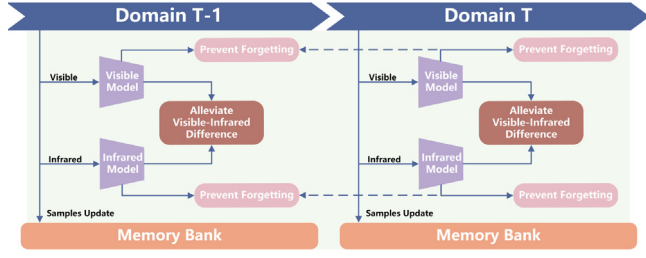 Domain T-1
Domain T
Prevent Forgetting
Prevent Forgetting
Visible
Visible
Model
Visible
Visible
Model
Alleviate
Visible-Infrared
Difference
Alleviate
Visible-Infrared
Difference
Infrared
Infrared
Model
Infrared
Infrared
Model
Prevent Forgetting
Prevent Forgetting
Samples Update
Samples Update
Memory Bank
Memory Bank